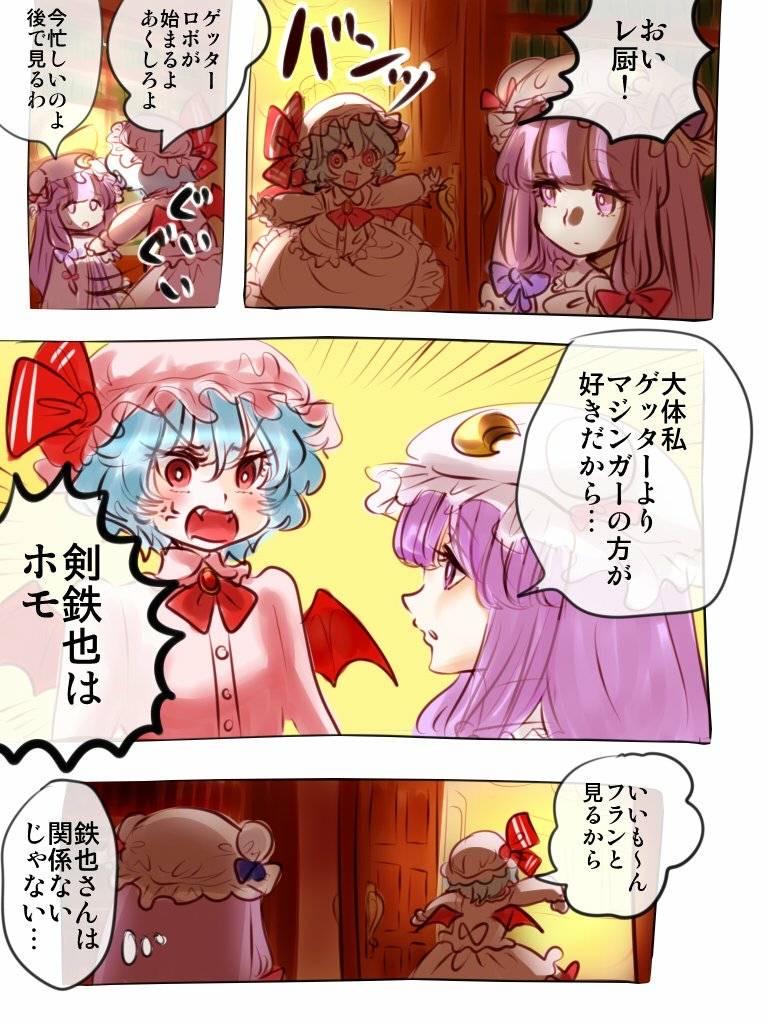 おい
レ厨!
バンッ
ゲッター
ロボが
始まるよ
あくしろよ
ぐいぐい
今忙しいのよ
後で見るわ
大体私
ゲッターより
マジンガーの方が
好きだから…
剣鉄也は
ホモ
いいも〜ん
フランと
見るから
鉄也さんは
関係ない
じゃない…